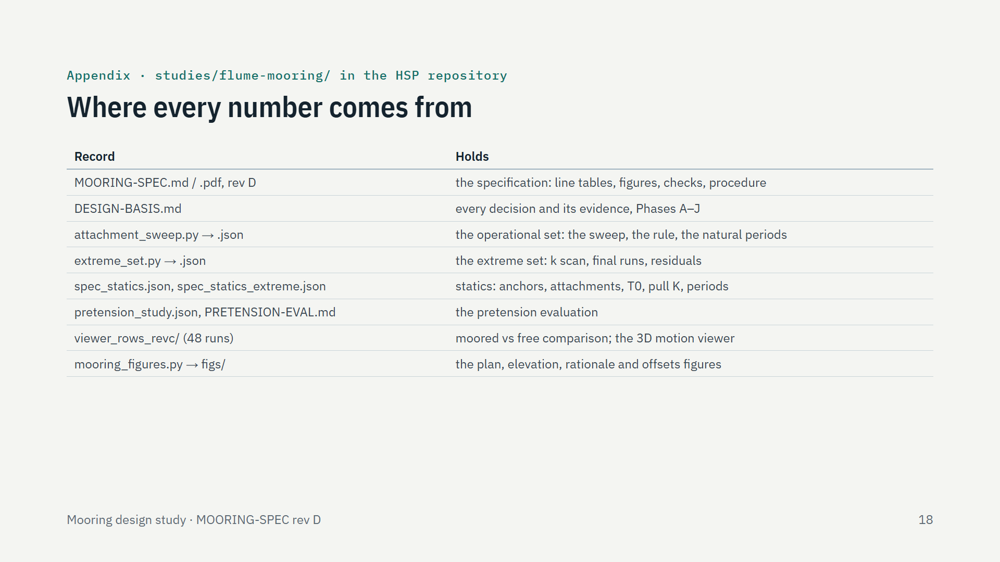 Appendix · studies/flume-mooring/ in the HSP repository
Where every number comes from
Record Holds
MOORING-SPEC.md / .pdf, rev D the specification: line tables, figures, checks, procedure
DESIGN-BASIS.md every decision and its evidence, Phases A–J
attachment_sweep.py → .json the operational set: the sweep, the rule, the natural periods
extreme_set.py → .json the extreme set: k scan, final runs, residuals
spec_statics.json, spec_statics_extreme.json statics: anchors, attachments, T0, pull K, periods
pretension_study.json, PRETENSION-EVAL.md the pretension evaluation
viewer_rows_revc/ (48 runs) moored vs free comparison; the 3D motion viewer
mooring_figures.py → figs/ the plan, elevation, rationale and offsets figures
Mooring design study · MOORING-SPEC rev D 18